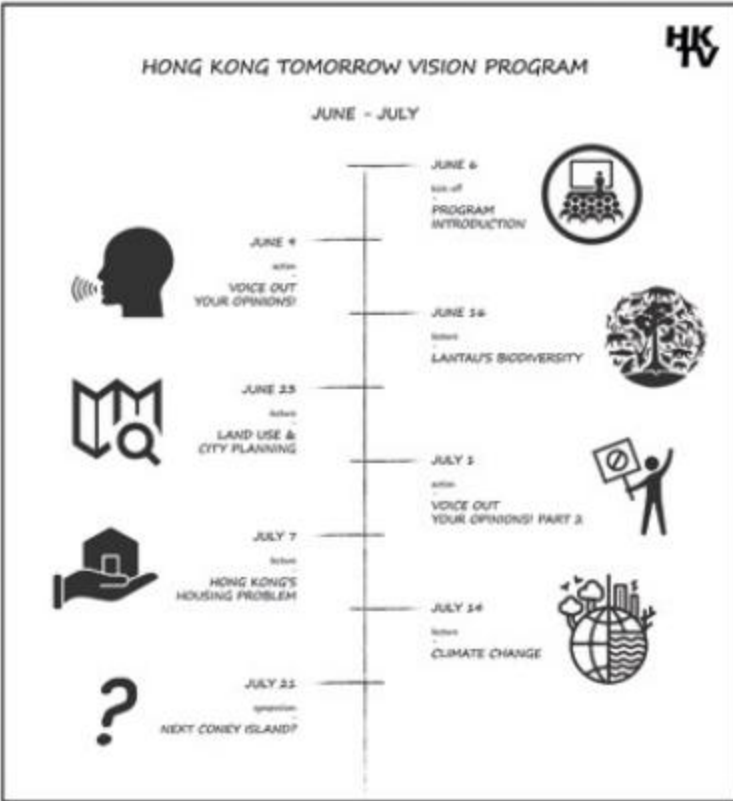 HK
TV
HONG KONG TOMORROW VISION PROGRAM
JUNE - JULY
JUNE 6
kick off
-
PROGRAM
INTRODUCTION
JUNE 9
action
-
VOICE OUT
YOUR OPINIONS!
JUNE 16
lecture
-
LANTAU'S BIODIVERSITY
JUNE 23
lecture
-
LAND USE &
CITY PLANNING
JULY 1
action
-
VOICE OUT
YOUR OPINIONS! PART 2
JULY 7
lecture
-
HONG KONG'S
HOUSING PROBLEM
JULY 14
lecture
-
CLIMATE CHANGE
JULY 21
symposium
-
NEXT CONEY ISLAND?